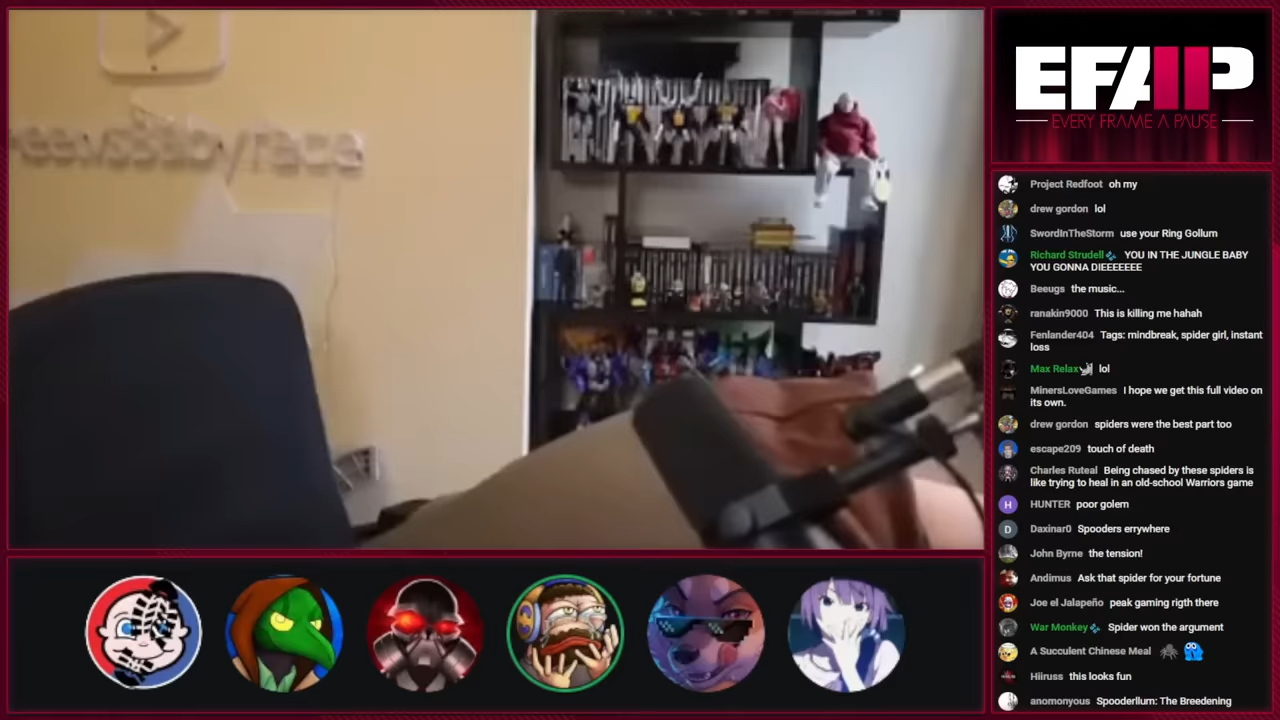 EFAP
EVERY FRAME A PAUSE
Project Redfoot oh my
drew gordon lol
SwordInTheStorm use your Ring Gollum
Richard Strudell YOU IN THE JUNGLE BABY
YOU GONNA DIEEEEEEE
Beeugs the music...
ranakin9000 This is killing me hahah
Fenlander404 Tags: mindbreak, spider girl, instant
loss
Max Relax lol
MinersLoveGames I hope we get this full video on
its own.
drew gordon spiders were the best part too
escape209 touch of death
Charles Ruteal Being chased by these spiders is
like trying to heal in an old-school Warriors game
H HUNTER poor golem
D Daxinar0 Spooders errywhere
John Byrne the tension!
Andimus Ask that spider for your fortune
Joe el Jalapeño peak gaming rigth there
War Monkey Spider won the argument
A Succulent Chinese Meal
Hiiruss this looks fun
anomonyous Spooderllum: The Breedening